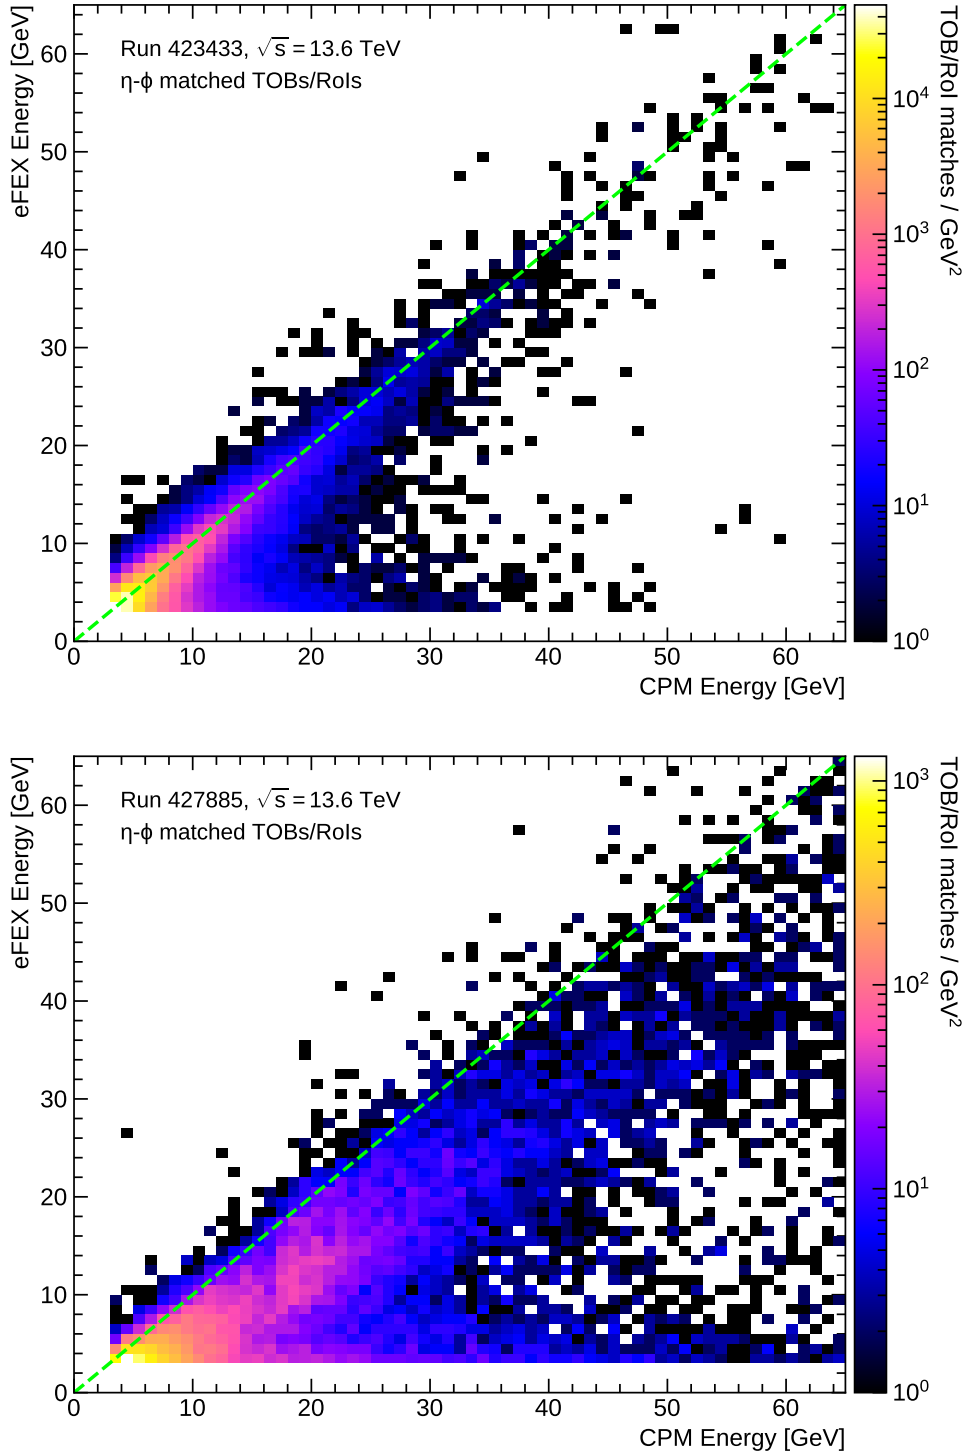 Run 423433, √s = 13.6 TeV
η-ϕ matched TOBs/RoIs
eFEX Energy [GeV]
60
50
40
30
20
10
0
0 10 20 30 40 50 60
CPM Energy [GeV]
TOB/RoI matches / GeV²
10⁴
10³
10²
10¹
10⁰
Run 427885, √s = 13.6 TeV
η-ϕ matched TOBs/RoIs
eFEX Energy [GeV]
60
50
40
30
20
10
0
0 10 20 30 40 50 60
CPM Energy [GeV]
TOB/RoI matches / GeV²
10³
10²
10¹
10⁰